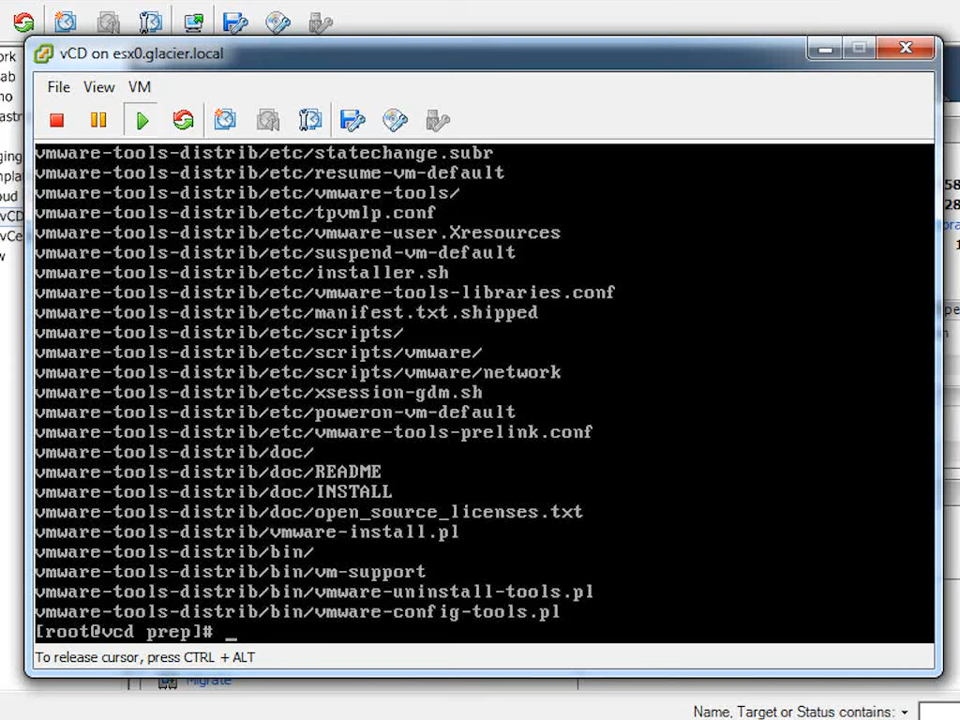 vCD on esx0.glacier.local
File View VM
vmware-tools-distrib/etc/statechange.subr
vmware-tools-distrib/etc/resume-vm-default
vmware-tools-distrib/etc/vmware-tools/
vmware-tools-distrib/etc/tpvmlp.conf
vmware-tools-distrib/etc/vmware-user.Xresources
vmware-tools-distrib/etc/suspend-vm-default
vmware-tools-distrib/etc/installer.sh
vmware-tools-distrib/etc/vmware-tools-libraries.conf
vmware-tools-distrib/etc/manifest.txt.shipped
vmware-tools-distrib/etc/scripts/
vmware-tools-distrib/etc/scripts/vmware/
vmware-tools-distrib/etc/scripts/vmware/network
vmware-tools-distrib/etc/xsession-gdm.sh
vmware-tools-distrib/etc/poweron-vm-default
vmware-tools-distrib/etc/vmware-tools-prelink.conf
vmware-tools-distrib/doc/
vmware-tools-distrib/doc/README
vmware-tools-distrib/doc/INSTALL
vmware-tools-distrib/doc/open_source_licenses.txt
vmware-tools-distrib/vmware-install.pl
vmware-tools-distrib/bin/
vmware-tools-distrib/bin/vm-support
vmware-tools-distrib/bin/vmware-uninstall-tools.pl
vmware-tools-distrib/bin/vmware-config-tools.pl
[root@vcd prep]# _
To release cursor, press CTRL + ALT
Migrate
Name, Target or Status contains: